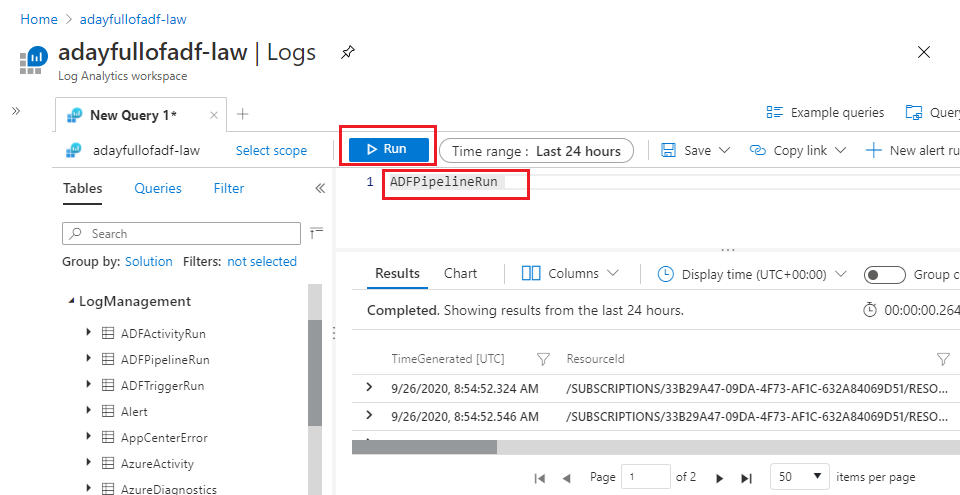 Home > adayfullofadf-law
adayfullofadf-law | Logs
Log Analytics workspace
New Query 1*
Example queries
Query
adayfullofadf-law
Select scope
Run
Time range : Last 24 hours
Save
Copy link
New alert ru
Tables
Queries
Filter
1 ADFPipelineRun
Search
Group by: Solution Filters: not selected
Results
Chart
Columns
Display time (UTC+00:00)
Group c
LogManagement
Completed. Showing results from the last 24 hours.
00:00:00.264
ADFActivityRun
ADFPipelineRun
ADFTriggerRun
Alert
AppCenterError
AzureActivity
AzureDiagnostics
TimeGenerated [UTC]
ResourceId
9/26/2020, 8:54:52.324 AM
/SUBSCRIPTIONS/33B29A47-09DA-4F73-AF1C-632A84069D51/RESO...
9/26/2020, 8:54:52.546 AM
/SUBSCRIPTIONS/33B29A47-09DA-4F73-AF1C-632A84069D51/RESO...
Page 1 of 2
50
items per page